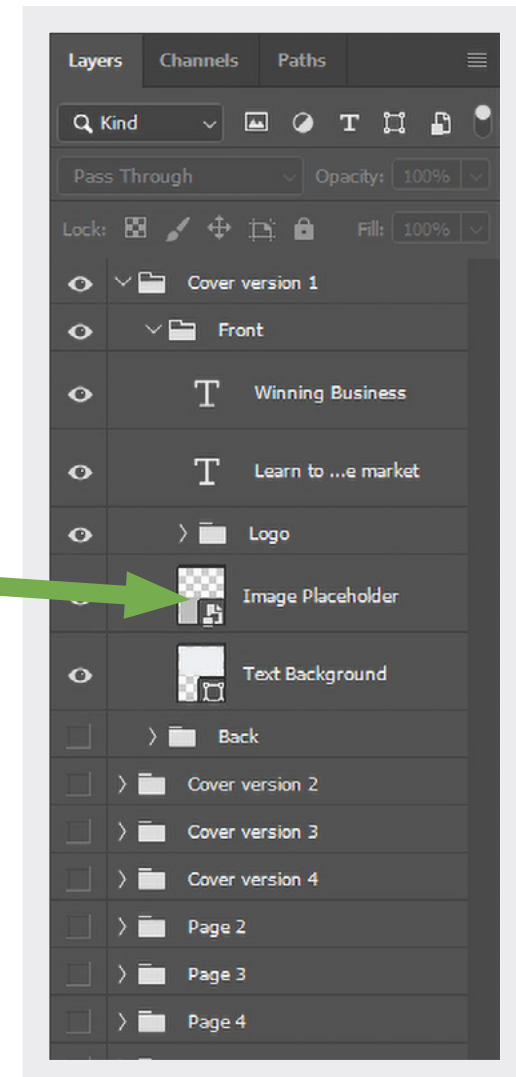 Layers Channels Paths
Kind
Pass Through Opacity: 100%
Lock: Fill: 100%
Cover version 1
Front
T Winning Business
T Learn to ...e market
Logo
Image Placeholder
Text Background
Back
Cover version 2
Cover version 3
Cover version 4
Page 2
Page 3
Page 4